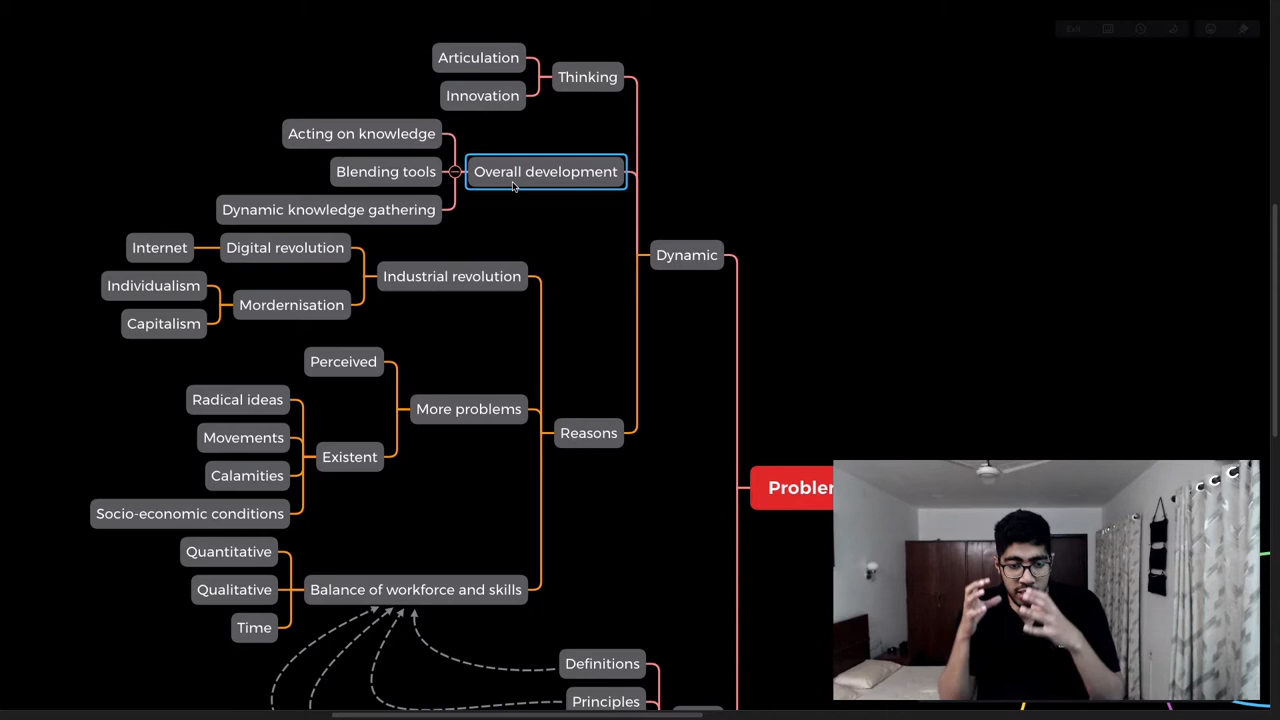 Exit
Articulation
Thinking
Innovation
Acting on knowledge
Blending tools
Overall development
Dynamic knowledge gathering
Internet
Digital revolution
Dynamic
Individualism
Industrial revolution
Mordernisation
Capitalism
Perceived
Radical ideas
More problems
Movements
Reasons
Existent
Calamities
Socio-economic conditions
Problem
Quantitative
Qualitative
Balance of workforce and skills
Time
Definitions
Principles